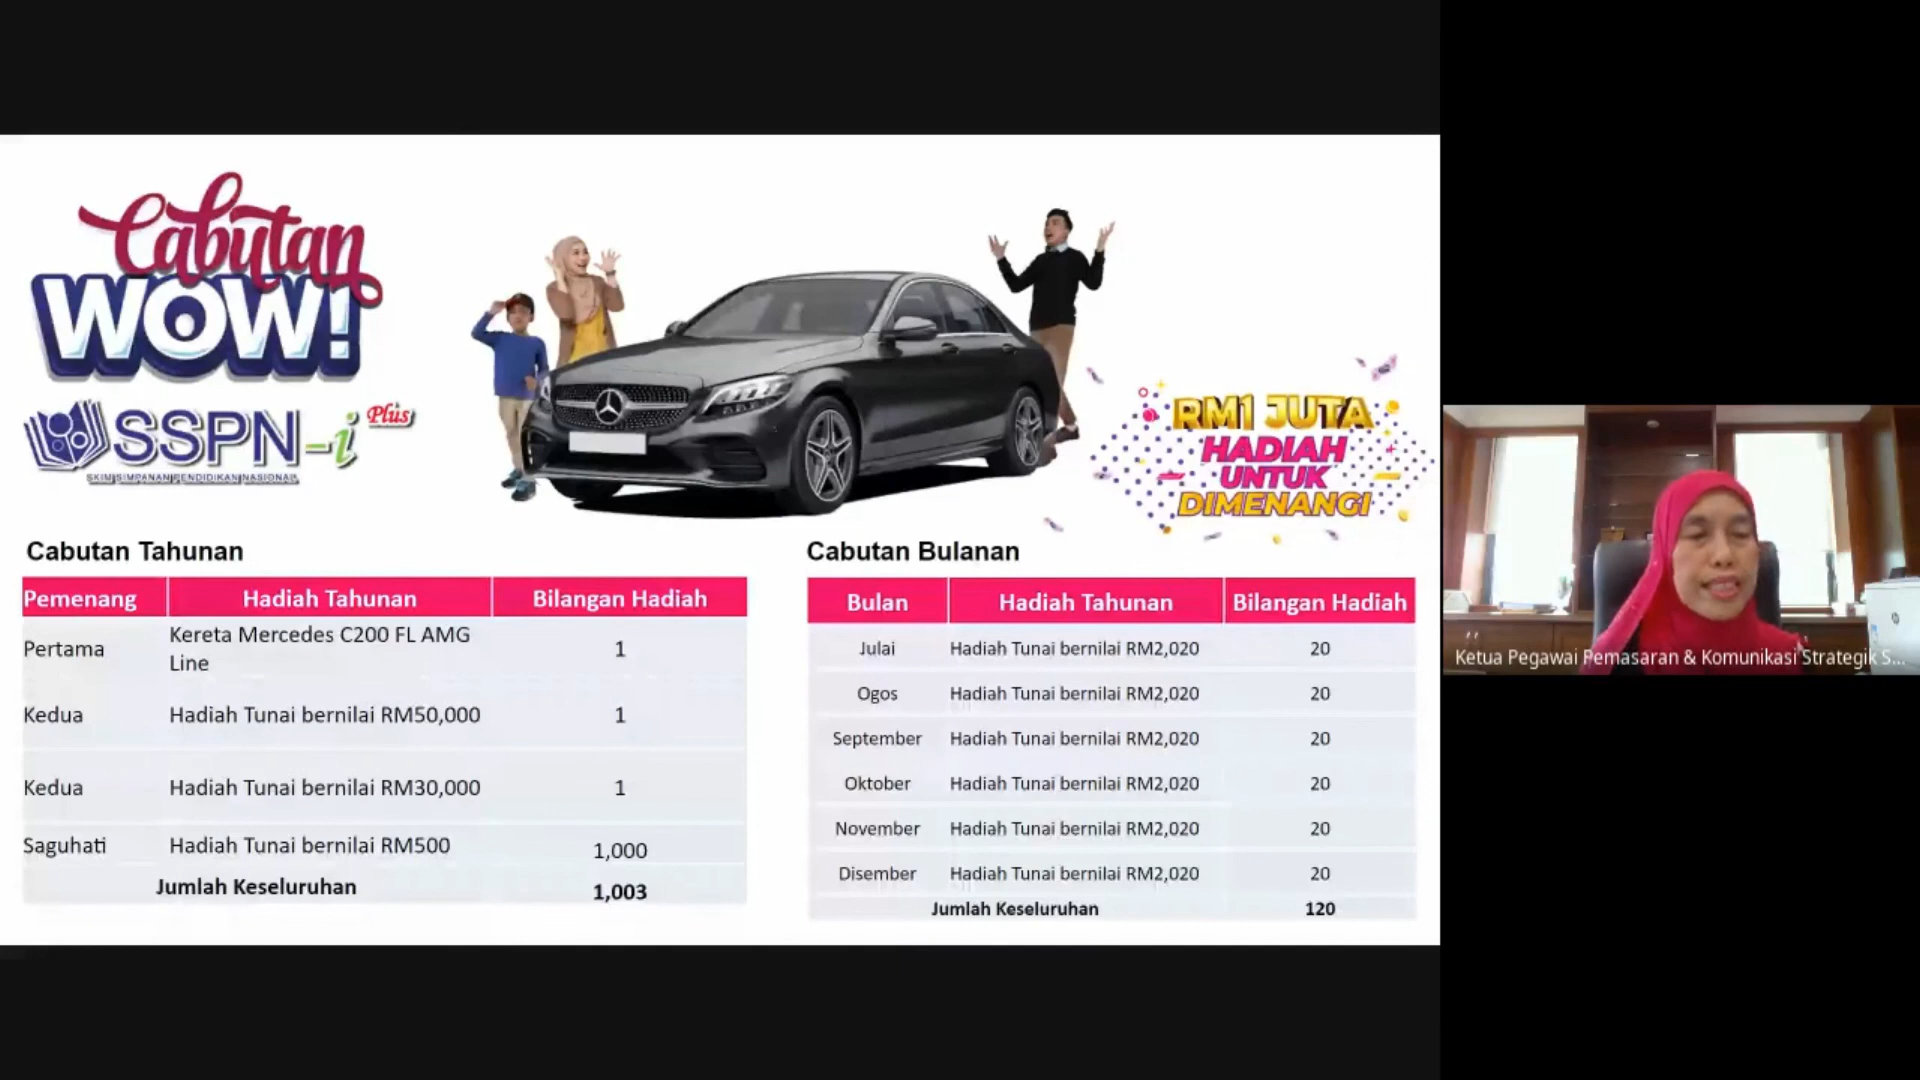 Cabutan
WOW!
SSPN-i Plus
SKIM SIMPANAN PENDIDIKAN NASIONAL
RM1 JUTA
HADIAH
UNTUK
DIMENANGI
Cabutan Tahunan
Pemenang Hadiah Tahunan Bilangan Hadiah
Pertama Kereta Mercedes C200 FL AMG Line 1
Kedua Hadiah Tunai bernilai RM50,000 1
Kedua Hadiah Tunai bernilai RM30,000 1
Saguhati Hadiah Tunai bernilai RM500 1,000
Jumlah Keseluruhan 1,003
Cabutan Bulanan
Bulan Hadiah Tahunan Bilangan Hadiah
Julai Hadiah Tunai bernilai RM2,020 20
Ogos Hadiah Tunai bernilai RM2,020 20
September Hadiah Tunai bernilai RM2,020 20
Oktober Hadiah Tunai bernilai RM2,020 20
November Hadiah Tunai bernilai RM2,020 20
Disember Hadiah Tunai bernilai RM2,020 20
Jumlah Keseluruhan 120
Ketua Pegawai Pemasaran & Komunikasi Strategik S...